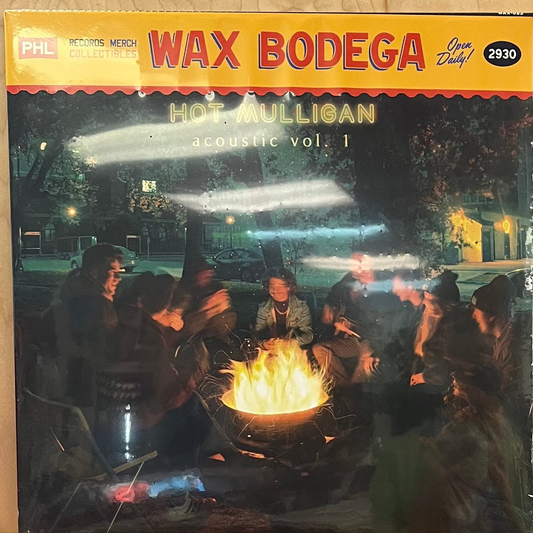 PHL
RECORDS MERCH
COLLECTIBLES
WAX BODEGA
Open
Daily!
2930
HOT MULLIGAN
acoustic vol. 1